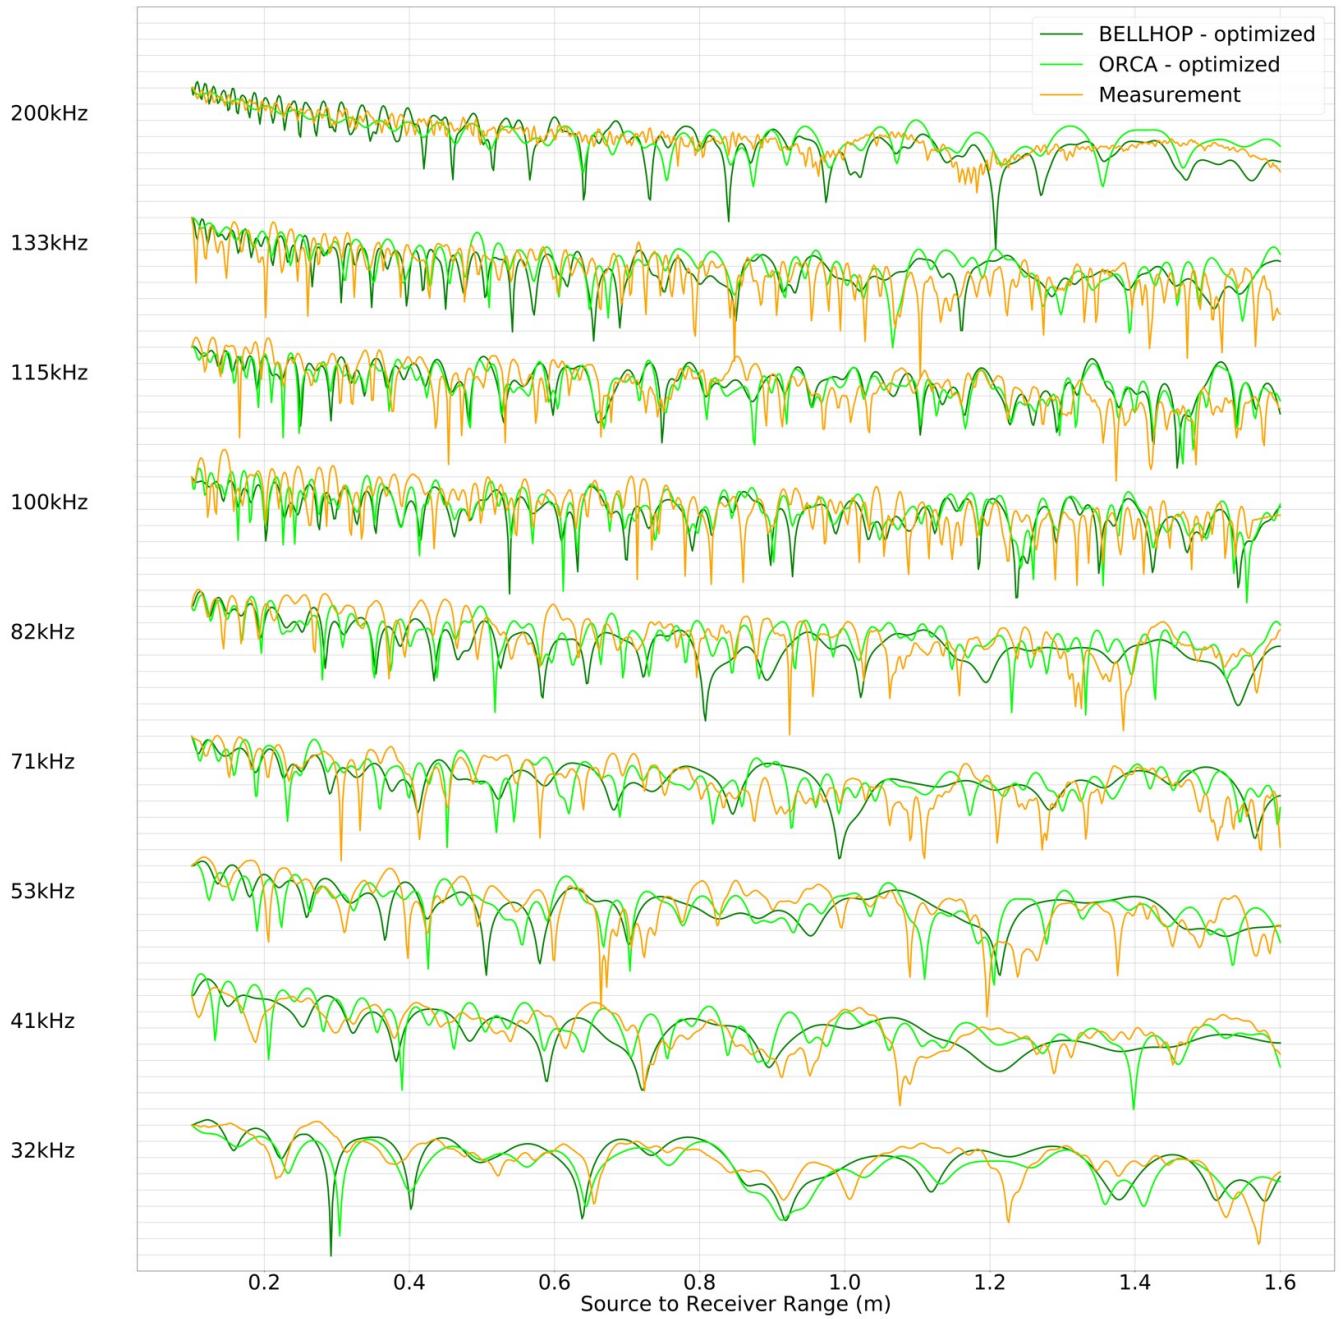 BELLHOP - optimized
ORCA - optimized
Measurement
200kHz
133kHz
115kHz
100kHz
82kHz
71kHz
53kHz
41kHz
32kHz
0.2 0.4 0.6 0.8 1.0 1.2 1.4 1.6
Source to Receiver Range (m)